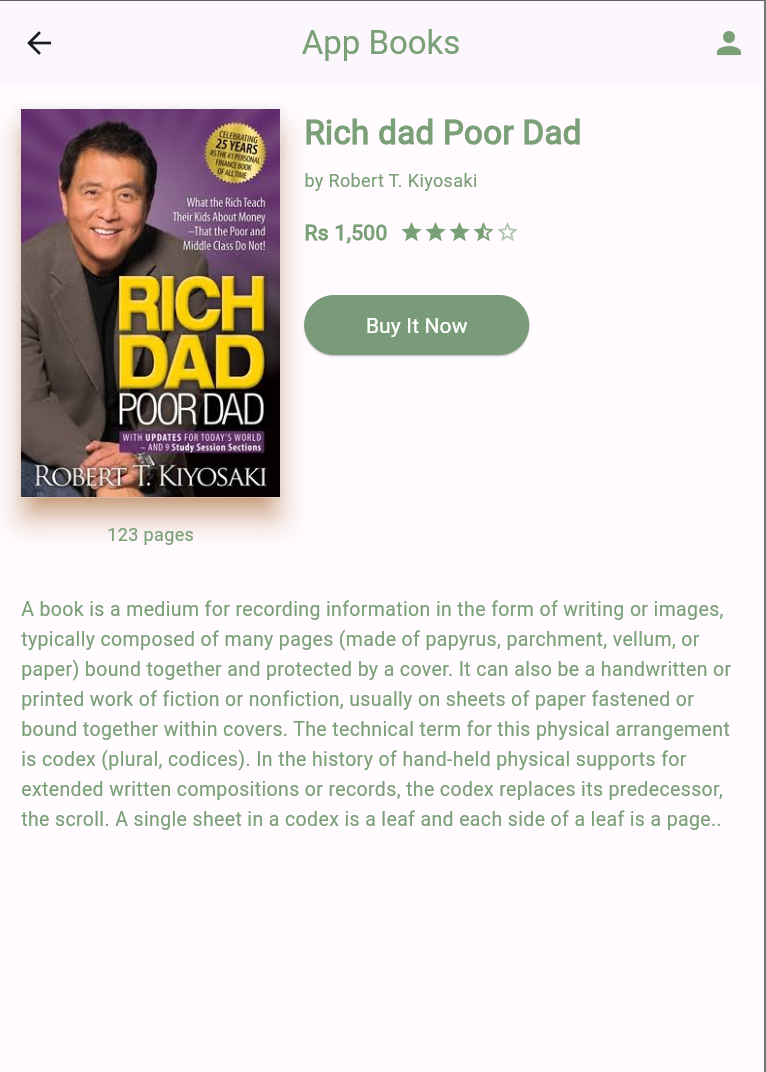 App Books
CELEBRATING
25 YEARS
AS THE #1 PERSONAL
FINANCE BOOK
OF ALL TIME
What the Rich Teach
Their Kids About Money
–That the Poor and
Middle Class Do Not!
RICH
DAD
POOR DAD
WITH UPDATES FOR TODAY'S WORLD
– AND 9 Study Session Sections
ROBERT T. KIYOSAKI
123 pages
Rich dad Poor Dad
by Robert T. Kiyosaki
Rs 1,500
Buy It Now
A book is a medium for recording information in the form of writing or images,
typically composed of many pages (made of papyrus, parchment, vellum, or
paper) bound together and protected by a cover. It can also be a handwritten or
printed work of fiction or nonfiction, usually on sheets of paper fastened or
bound together within covers. The technical term for this physical arrangement
is codex (plural, codices). In the history of hand-held physical supports for
extended written compositions or records, the codex replaces its predecessor,
the scroll. A single sheet in a codex is a leaf and each side of a leaf is a page..